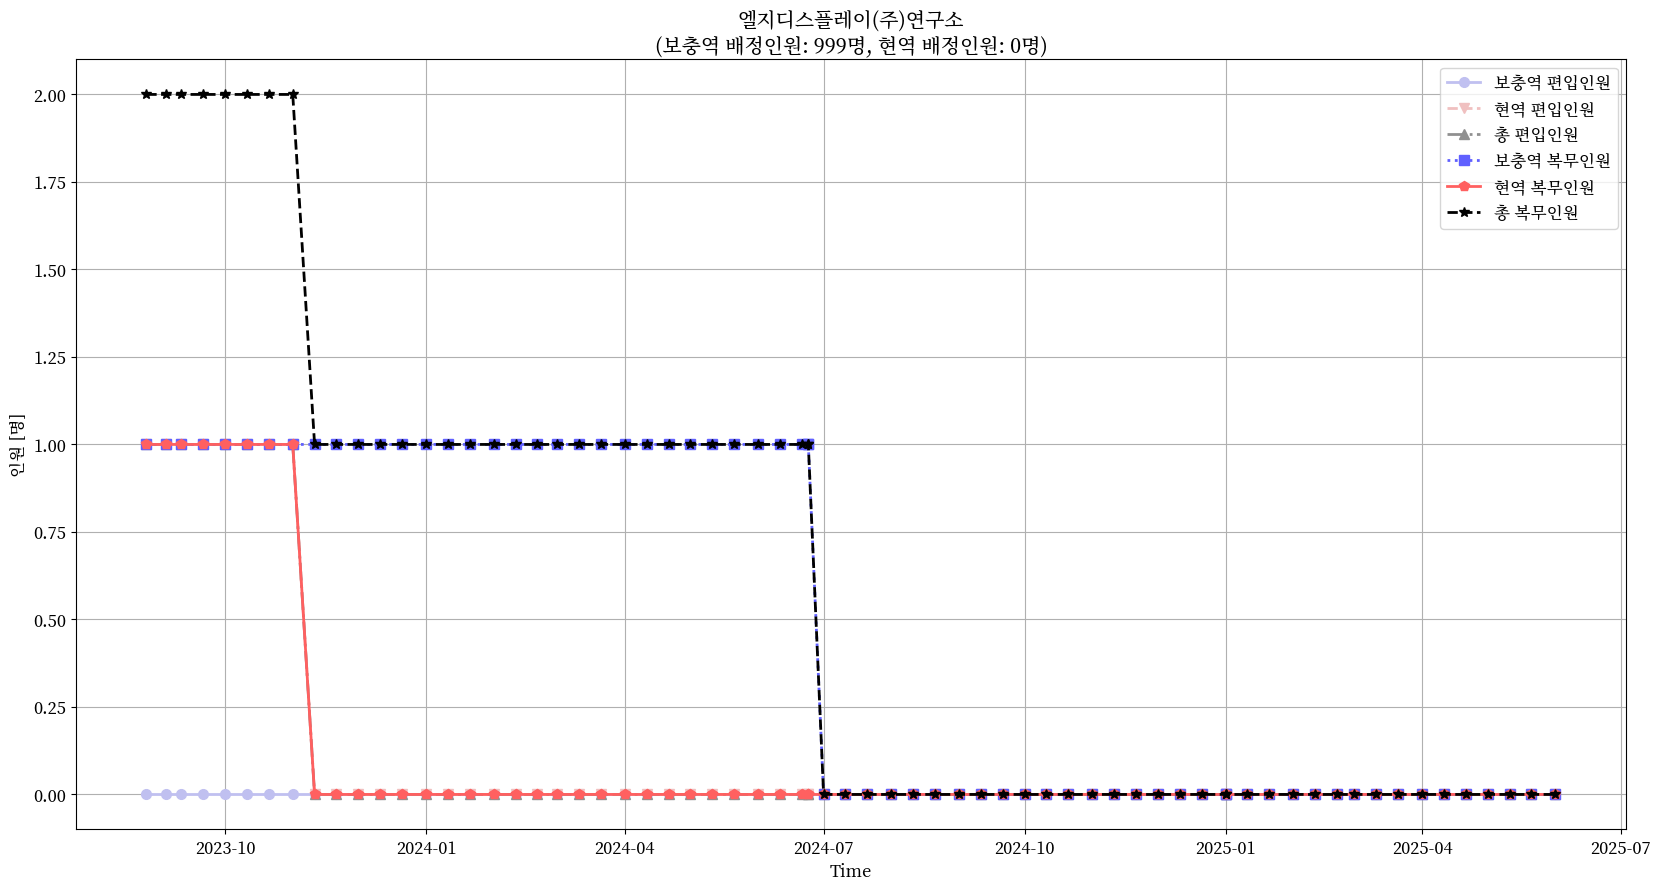 엘지디스플레이(주)연구소
(보충역 배정인원: 999명, 현역 배정인원: 0명)
보충역 편입인원
현역 편입인원
총 편입인원
보충역 복무인원
현역 복무인원
총 복무인원
2.00
1.75
1.50
1.25
1.00
0.75
0.50
0.25
0.00
인원 [명]
2023-10
2024-01
2024-04
2024-07
2024-10
2025-01
2025-04
2025-07
Time